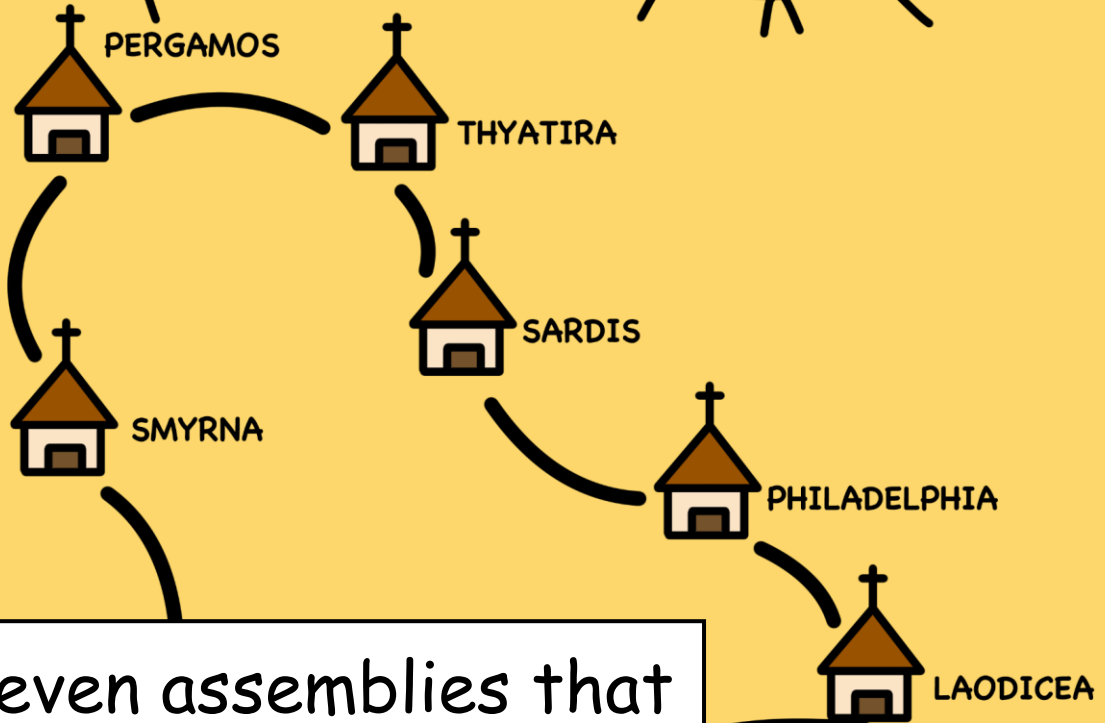 PERGAMOS
THYATIRA
SARDIS
SMYRNA
PHILADELPHIA
LAODICEA
even assemblies that